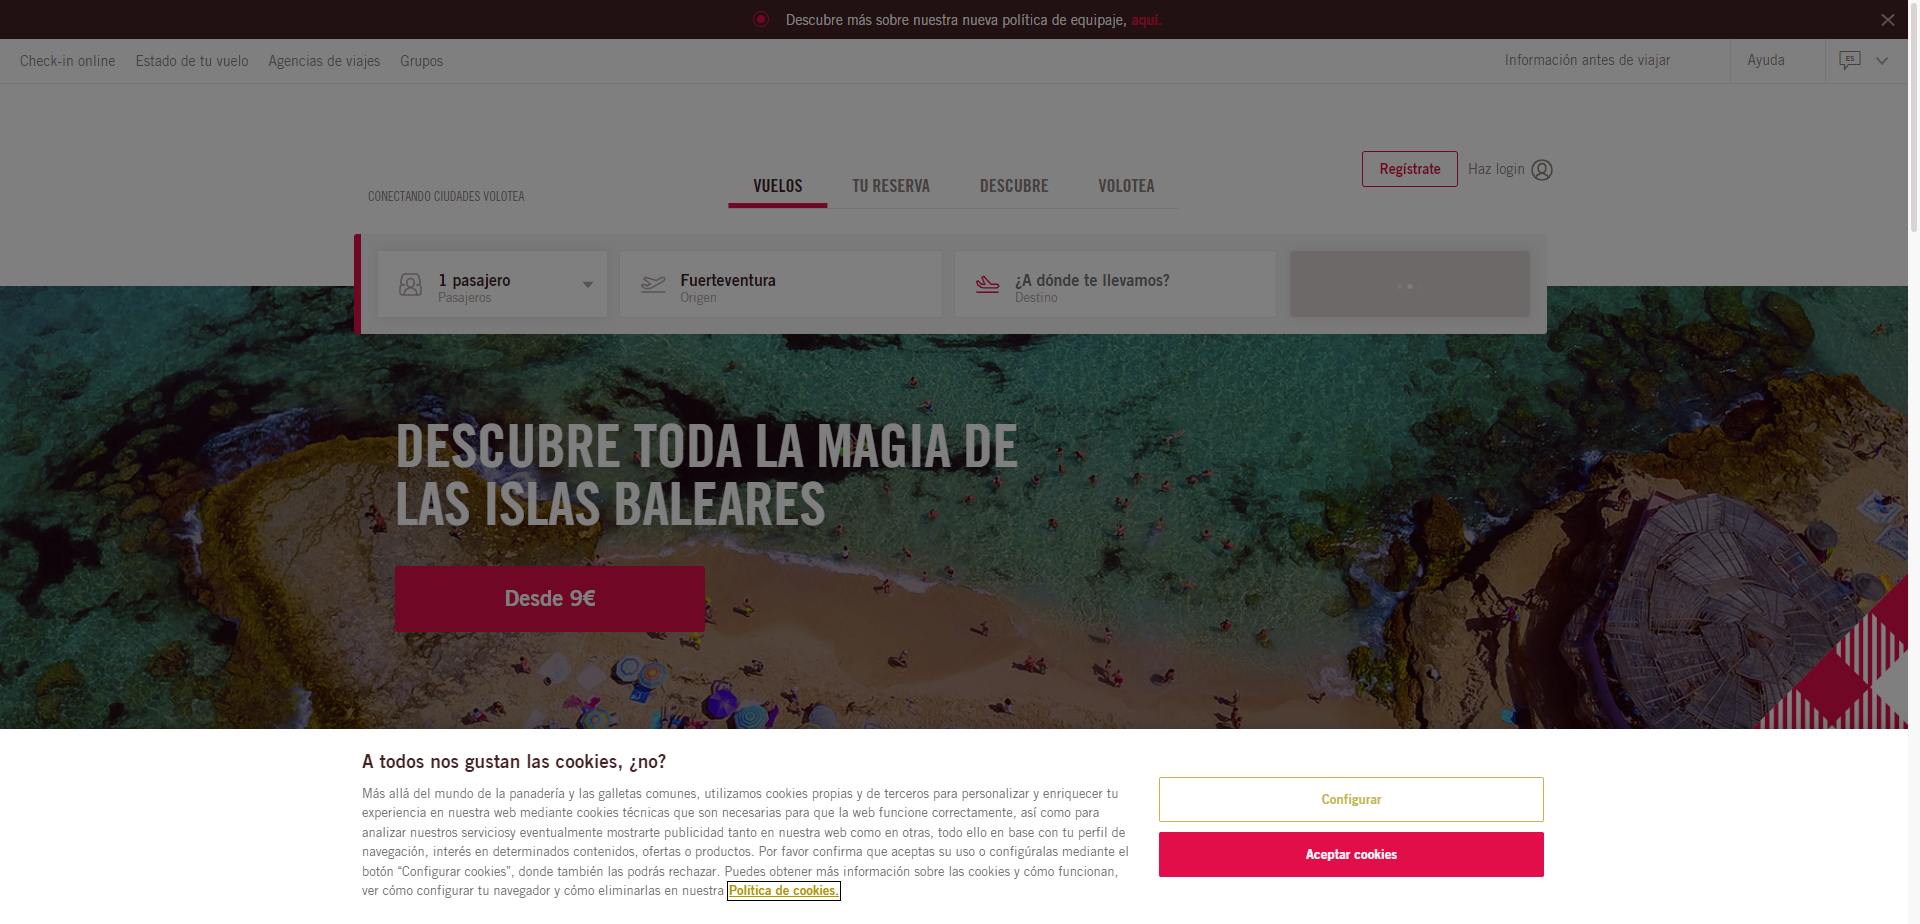 Descubre más sobre nuestra nueva política de equipaje, aquí.
Check-in online
Estado de tu vuelo
Agencias de viajes
Grupos
Información antes de viajar
Ayuda
ES
Regístrate
Haz login
CONECTANDO CIUDADES VOLOTEA
VUELOS
TU RESERVA
DESCUBRE
VOLOTEA
1 pasajero
Pasajeros
Fuerteventura
Origen
¿A dónde te llevamos?
Destino
DESCUBRE TODA LA MAGIA DE
LAS ISLAS BALEARES
Desde 9€
A todos nos gustan las cookies, ¿no?
Más allá del mundo de la panadería y las galletas comunes, utilizamos cookies propias y de terceros para personalizar y enriquecer tu
experiencia en nuestra web mediante cookies técnicas que son necesarias para que la web funcione correctamente, así como para
analizar nuestros serviciosy eventualmente mostrarte publicidad tanto en nuestra web como en otras, todo ello en base con tu perfil de
navegación, interés en determinados contenidos, ofertas o productos. Por favor confirma que aceptas su uso o configúralas mediante el
botón “Configurar cookies”, donde también las podrás rechazar. Puedes obtener más información sobre las cookies y cómo funcionan,
ver cómo configurar tu navegador y cómo eliminarlas en nuestra Política de cookies.
Configurar
Aceptar cookies